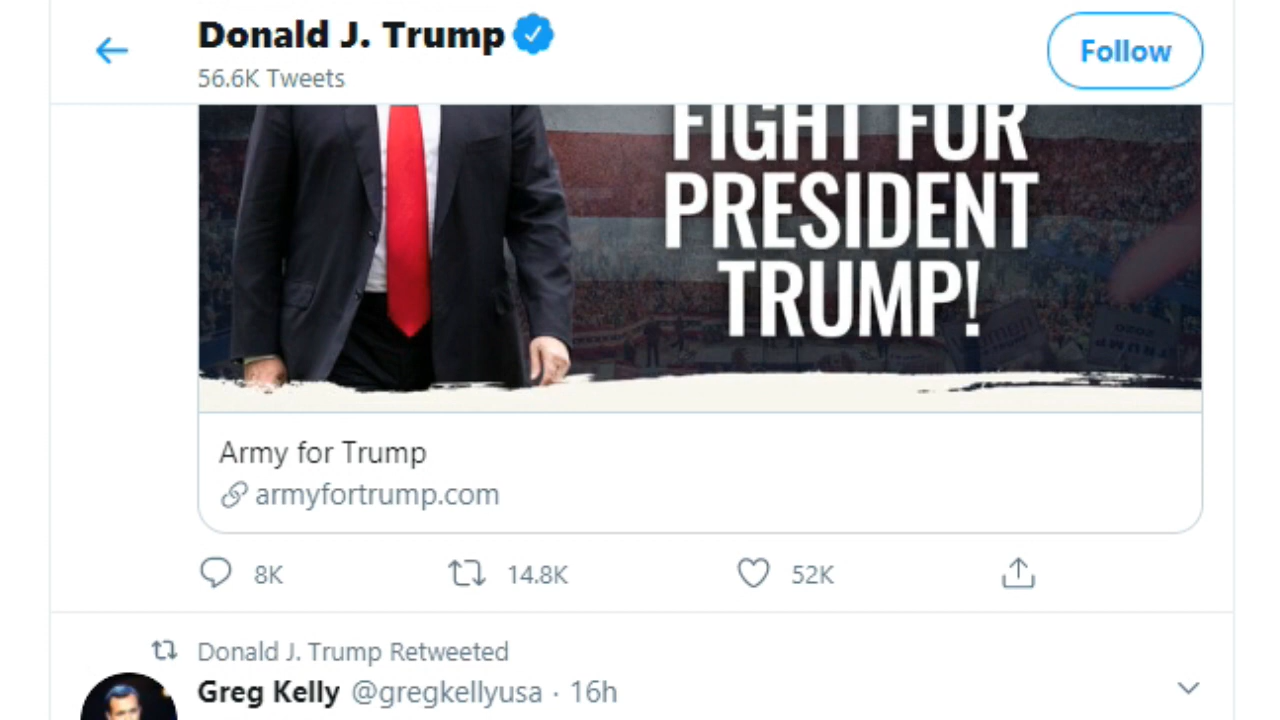 Donald J. Trump
56.6K Tweets
Follow
FIGHT FOR
PRESIDENT
TRUMP!
Army for Trump
armyfortrump.com
8K
14.8K
52K
Donald J. Trump Retweeted
Greg Kelly @gregkellyusa · 16h